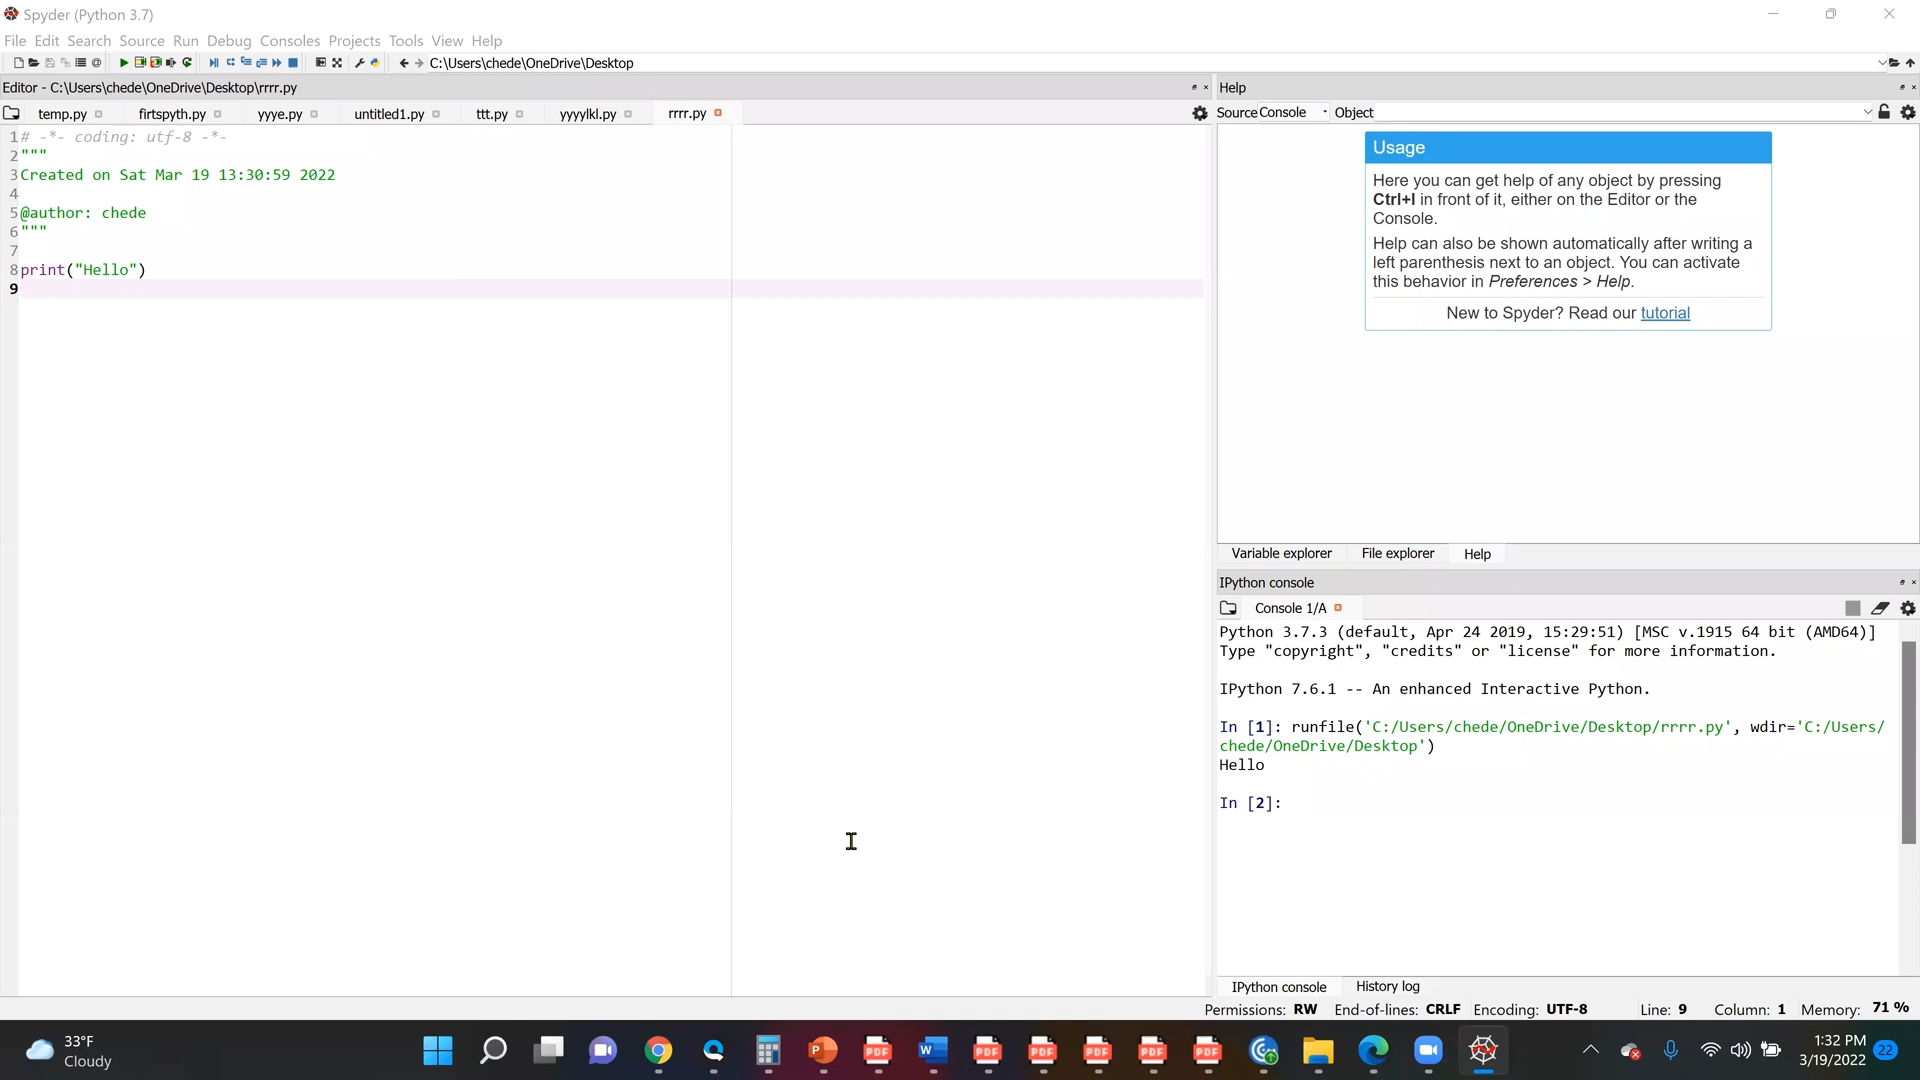 Spyder (Python 3.7)
File Edit Search Source Run Debug Consoles Projects Tools View Help
C:\Users\chede\OneDrive\Desktop
Editor - C:\Users\chede\OneDrive\Desktop\rrrr.py
temp.py firtspyth.py yyye.py untitled1.py ttt.py yyyylkl.py rrrr.py
1 # -*- coding: utf-8 -*-
2 """
3 Created on Sat Mar 19 13:30:59 2022
4
5 @author: chede
6 """
7
8 print("Hello")
9
Help
Source Console Object
Usage
Here you can get help of any object by pressing
Ctrl+I in front of it, either on the Editor or the
Console.
Help can also be shown automatically after writing a
left parenthesis next to an object. You can activate
this behavior in Preferences > Help.
New to Spyder? Read our tutorial
Variable explorer File explorer Help
IPython console
Console 1/A
Python 3.7.3 (default, Apr 24 2019, 15:29:51) [MSC v.1915 64 bit (AMD64)]
Type "copyright", "credits" or "license" for more information.
IPython 7.6.1 -- An enhanced Interactive Python.
In [1]: runfile('C:/Users/chede/OneDrive/Desktop/rrrr.py', wdir='C:/Users/
chede/OneDrive/Desktop')
Hello
In [2]:
IPython console History log
Permissions: RW End-of-lines: CRLF Encoding: UTF-8 Line: 9 Column: 1 Memory: 71 %
33°F
Cloudy
P PDF W PDF PDF PDF PDF PDF
1:32 PM
3/19/2022
22